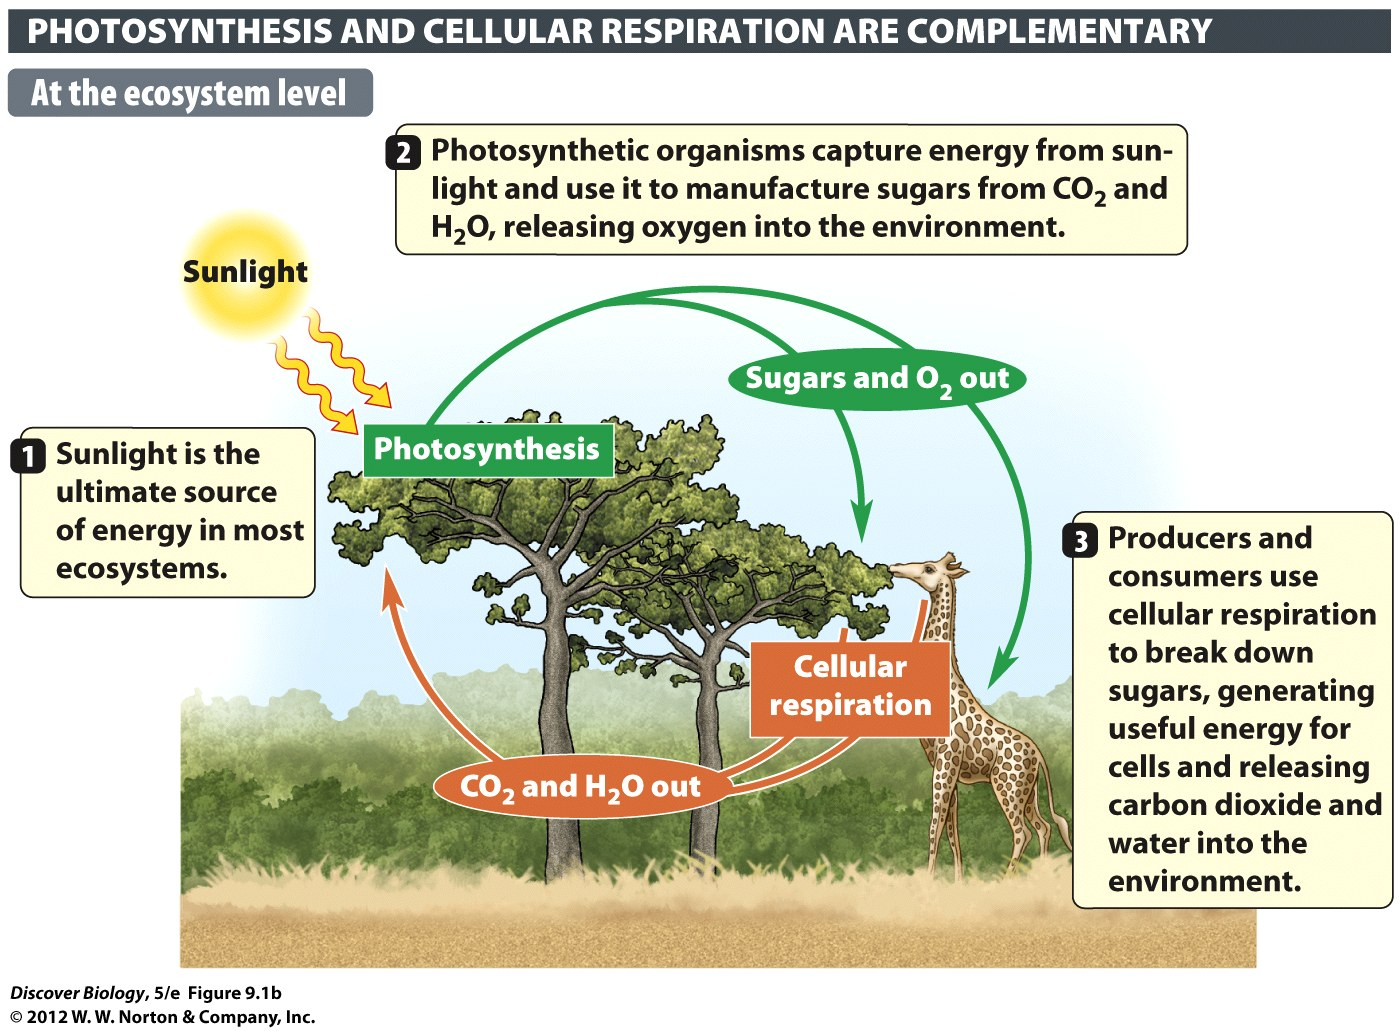 PHOTOSYNTHESIS AND CELLULAR RESPIRATION ARE COMPLEMENTARY
At the ecosystem level
2 Photosynthetic organisms capture energy from sun-
light and use it to manufacture sugars from CO₂ and
H₂O, releasing oxygen into the environment.
Sunlight
Sugars and O₂ out
Photosynthesis
1 Sunlight is the
ultimate source
of energy in most
ecosystems.
3 Producers and
consumers use
cellular respiration
to break down
sugars, generating
useful energy for
cells and releasing
carbon dioxide and
water into the
environment.
Cellular
respiration
CO₂ and H₂O out
Discover Biology, 5/e Figure 9.1b
© 2012 W. W. Norton & Company, Inc.